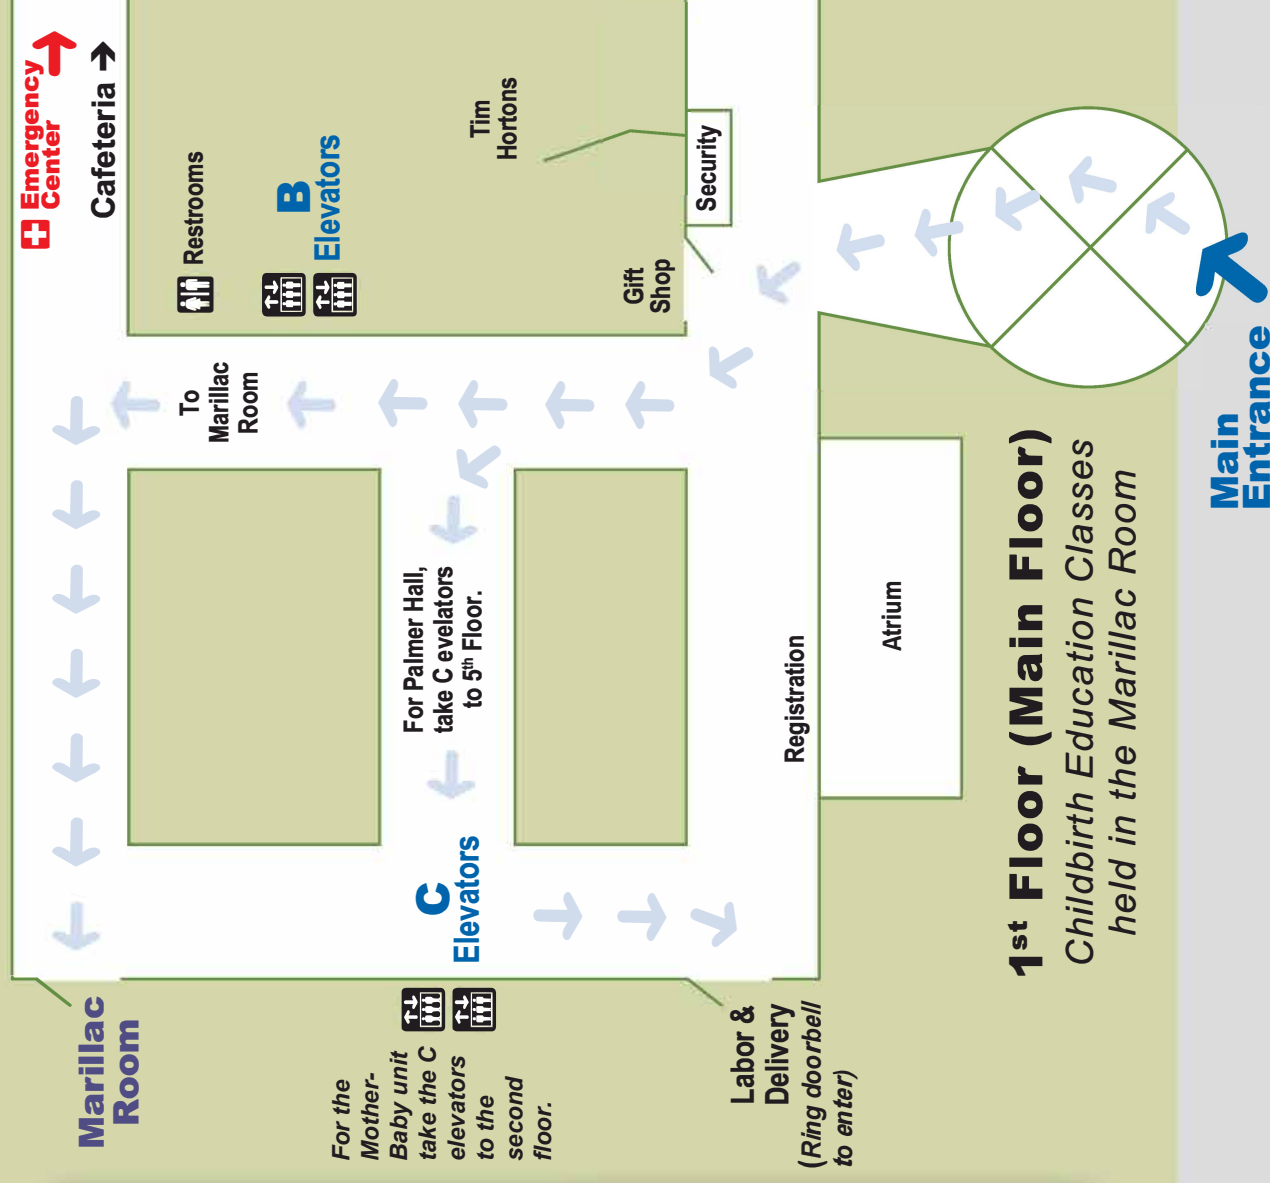 Marillac
Room
For the
Mother-
Baby unit
take the C
elevators
to the
second
floor.
Labor &
Delivery
(Ring doorbell
to enter)
C
Elevators
For Palmer Hall,
take C evelators
to 5th Floor.
Registration
Atrium
To
Marillac
Room
Emergency
Center
Cafeteria →
Restrooms
B
Elevators
Tim
Hortons
Gift
Shop
Security
1st Floor (Main Floor)
Childbirth Education Classes
held in the Marillac Room
Main
Entrance